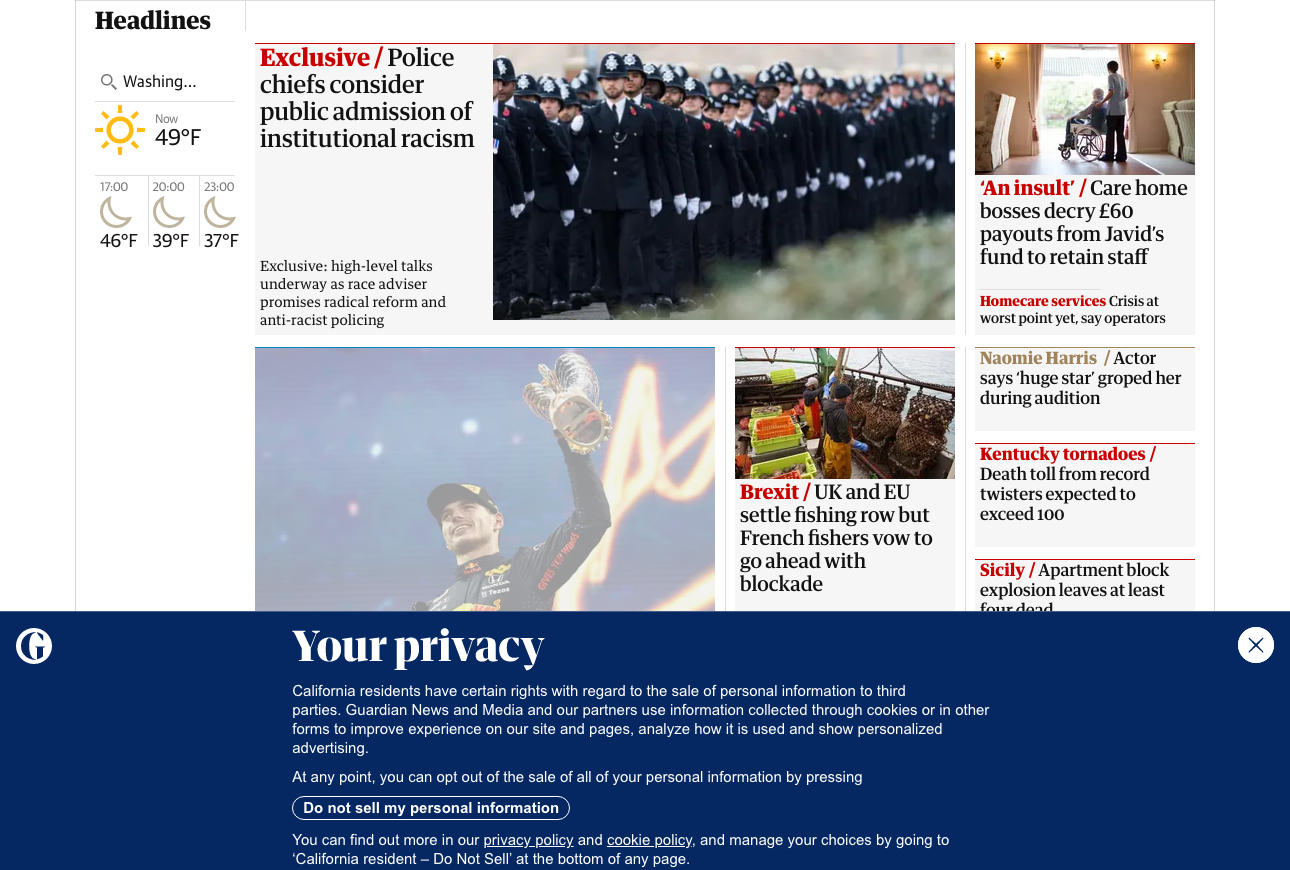 Headlines
Washing...
Now
49°F
17:00
20:00
23:00
46°F
39°F
37°F
Exclusive / Police
chiefs consider
public admission of
institutional racism
Exclusive: high-level talks
underway as race adviser
promises radical reform and
anti-racist policing
'An insult' / Care home
bosses decry £60
payouts from Javid's
fund to retain staff
Homecare services Crisis at
worst point yet, say operators
Brexit / UK and EU
settle fishing row but
French fishers vow to
go ahead with
blockade
Naomie Harris / Actor
says 'huge star' groped her
during audition
Kentucky tornadoes /
Death toll from record
twisters expected to
exceed 100
Sicily / Apartment block
explosion leaves at least
four dead
Your privacy
California residents have certain rights with regard to the sale of personal information to third
parties. Guardian News and Media and our partners use information collected through cookies or in other
forms to improve experience on our site and pages, analyze how it is used and show personalized
advertising.
At any point, you can opt out of the sale of all of your personal information by pressing
Do not sell my personal information
You can find out more in our privacy policy and cookie policy, and manage your choices by going to
'California resident – Do Not Sell' at the bottom of any page.